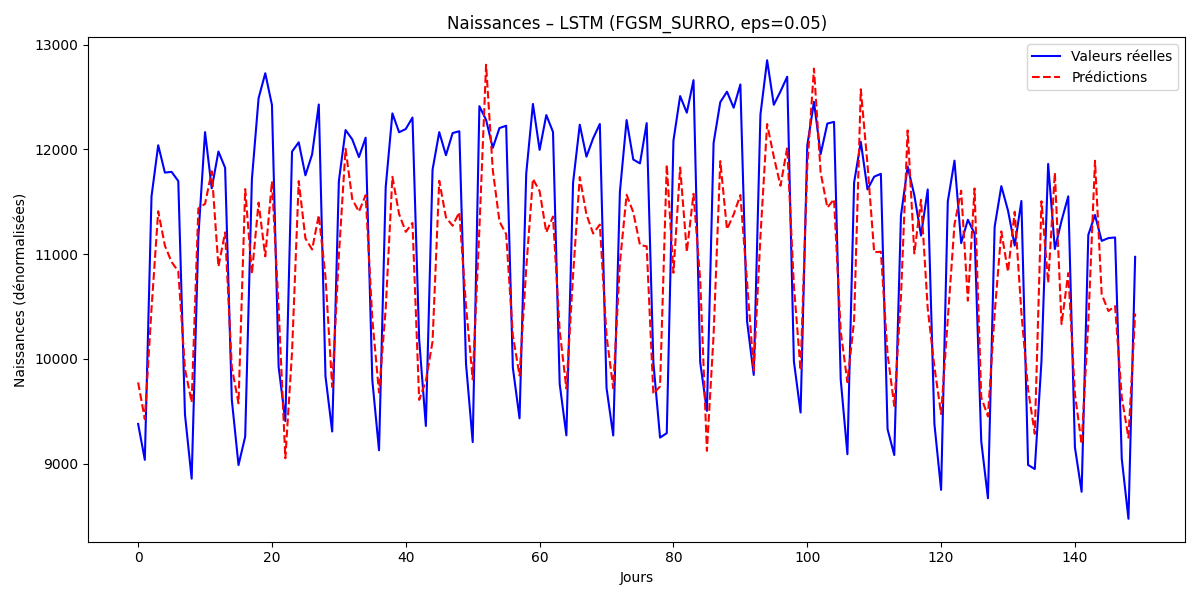 Naissances – LSTM (FGSM_SURRO, eps=0.05)
Valeurs réelles
Prédictions
Naissances (dénormalisées)
13000
12000
11000
10000
9000
0 20 40 60 80 100 120 140
Jours